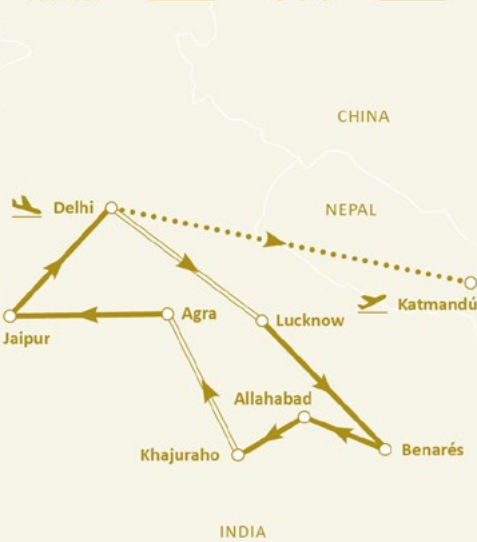 CHINA
Delhi
NEPAL
Katmandú
Agra
Lucknow
Jaipur
Allahabad
Khajuraho
Benarés
INDIA